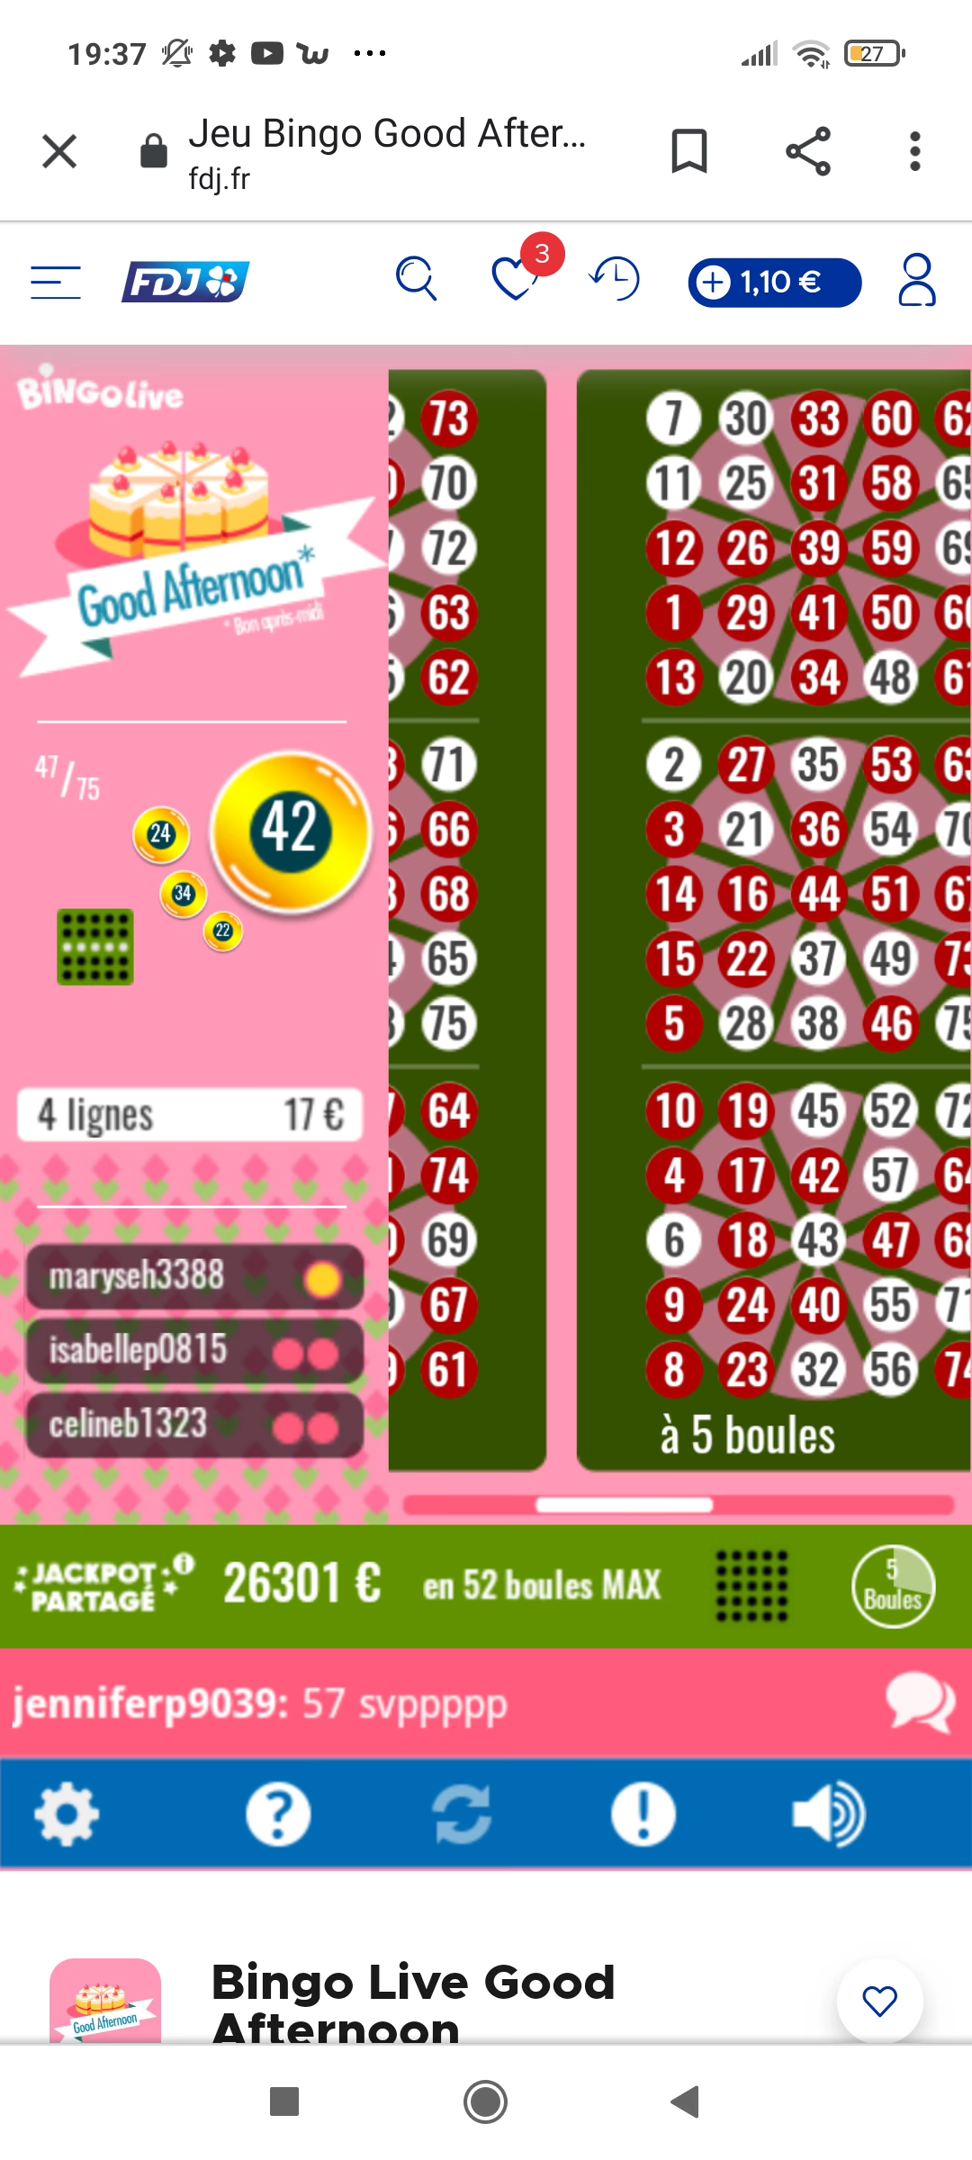 19:37
27
Jeu Bingo Good After...
fdj.fr
FDJ
3
1,10 €
BiNGoLive
Good Afternoon*
* Bon après-midi
47/75
42
24
34
22
4 lignes 17 €
maryseh3388
isabellep0815
celineb1323
73
70
72
63
62
71
66
68
65
75
64
74
69
67
61
7 30 33 60
11 25 31 58
12 26 39 59
1 29 41 50
13 20 34 48
2 27 35 53
3 21 36 54
14 16 44 51
15 22 37 49
5 28 38 46
10 19 45 52
4 17 42 57
6 18 43 47
9 24 40 55
8 23 32 56
à 5 boules
JACKPOT PARTAGÉ i 26301 € en 52 boules MAX 5 Boules
jenniferp9039: 57 svppppp
Bingo Live Good
Afternoon
Good Afternoon